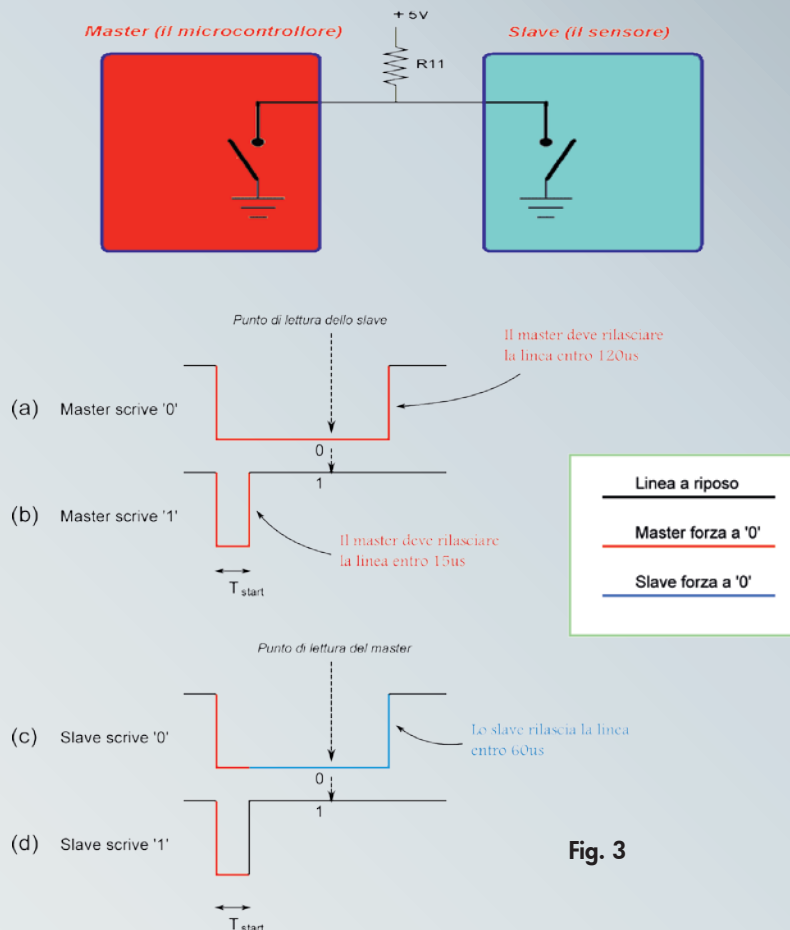 + 5V
Master (il microcontrollore)
Slave (il sensore)
R11
Punto di lettura dello slave
Il master deve rilasciare
la linea entro 120us
(a) Master scrive '0'
0
1
(b) Master scrive '1'
Il master deve rilasciare
la linea entro 15us
T start
Linea a riposo
Master forza a '0'
Slave forza a '0'
Punto di lettura del master
(c) Slave scrive '0'
Lo slave rilascia la linea
entro 60us
0
1
(d) Slave scrive '1'
T start
Fig. 3